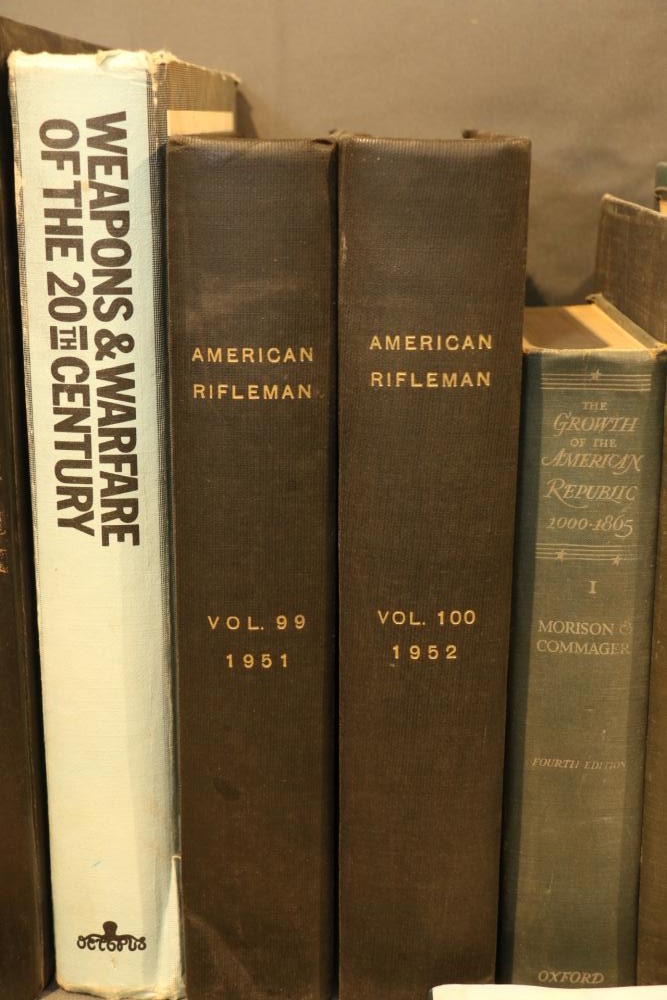 WEAPONS & WARFARE
OF THE 20TH CENTURY
OCTOPUS
AMERICAN
RIFLEMAN
VOL. 99
1951
AMERICAN
RIFLEMAN
VOL. 100
1952
THE
GROWTH
OF THE
AMERICAN
REPUBLIC
1000-1865
I
MORISON &
COMMAGER
FOURTH EDITION
OXFORD